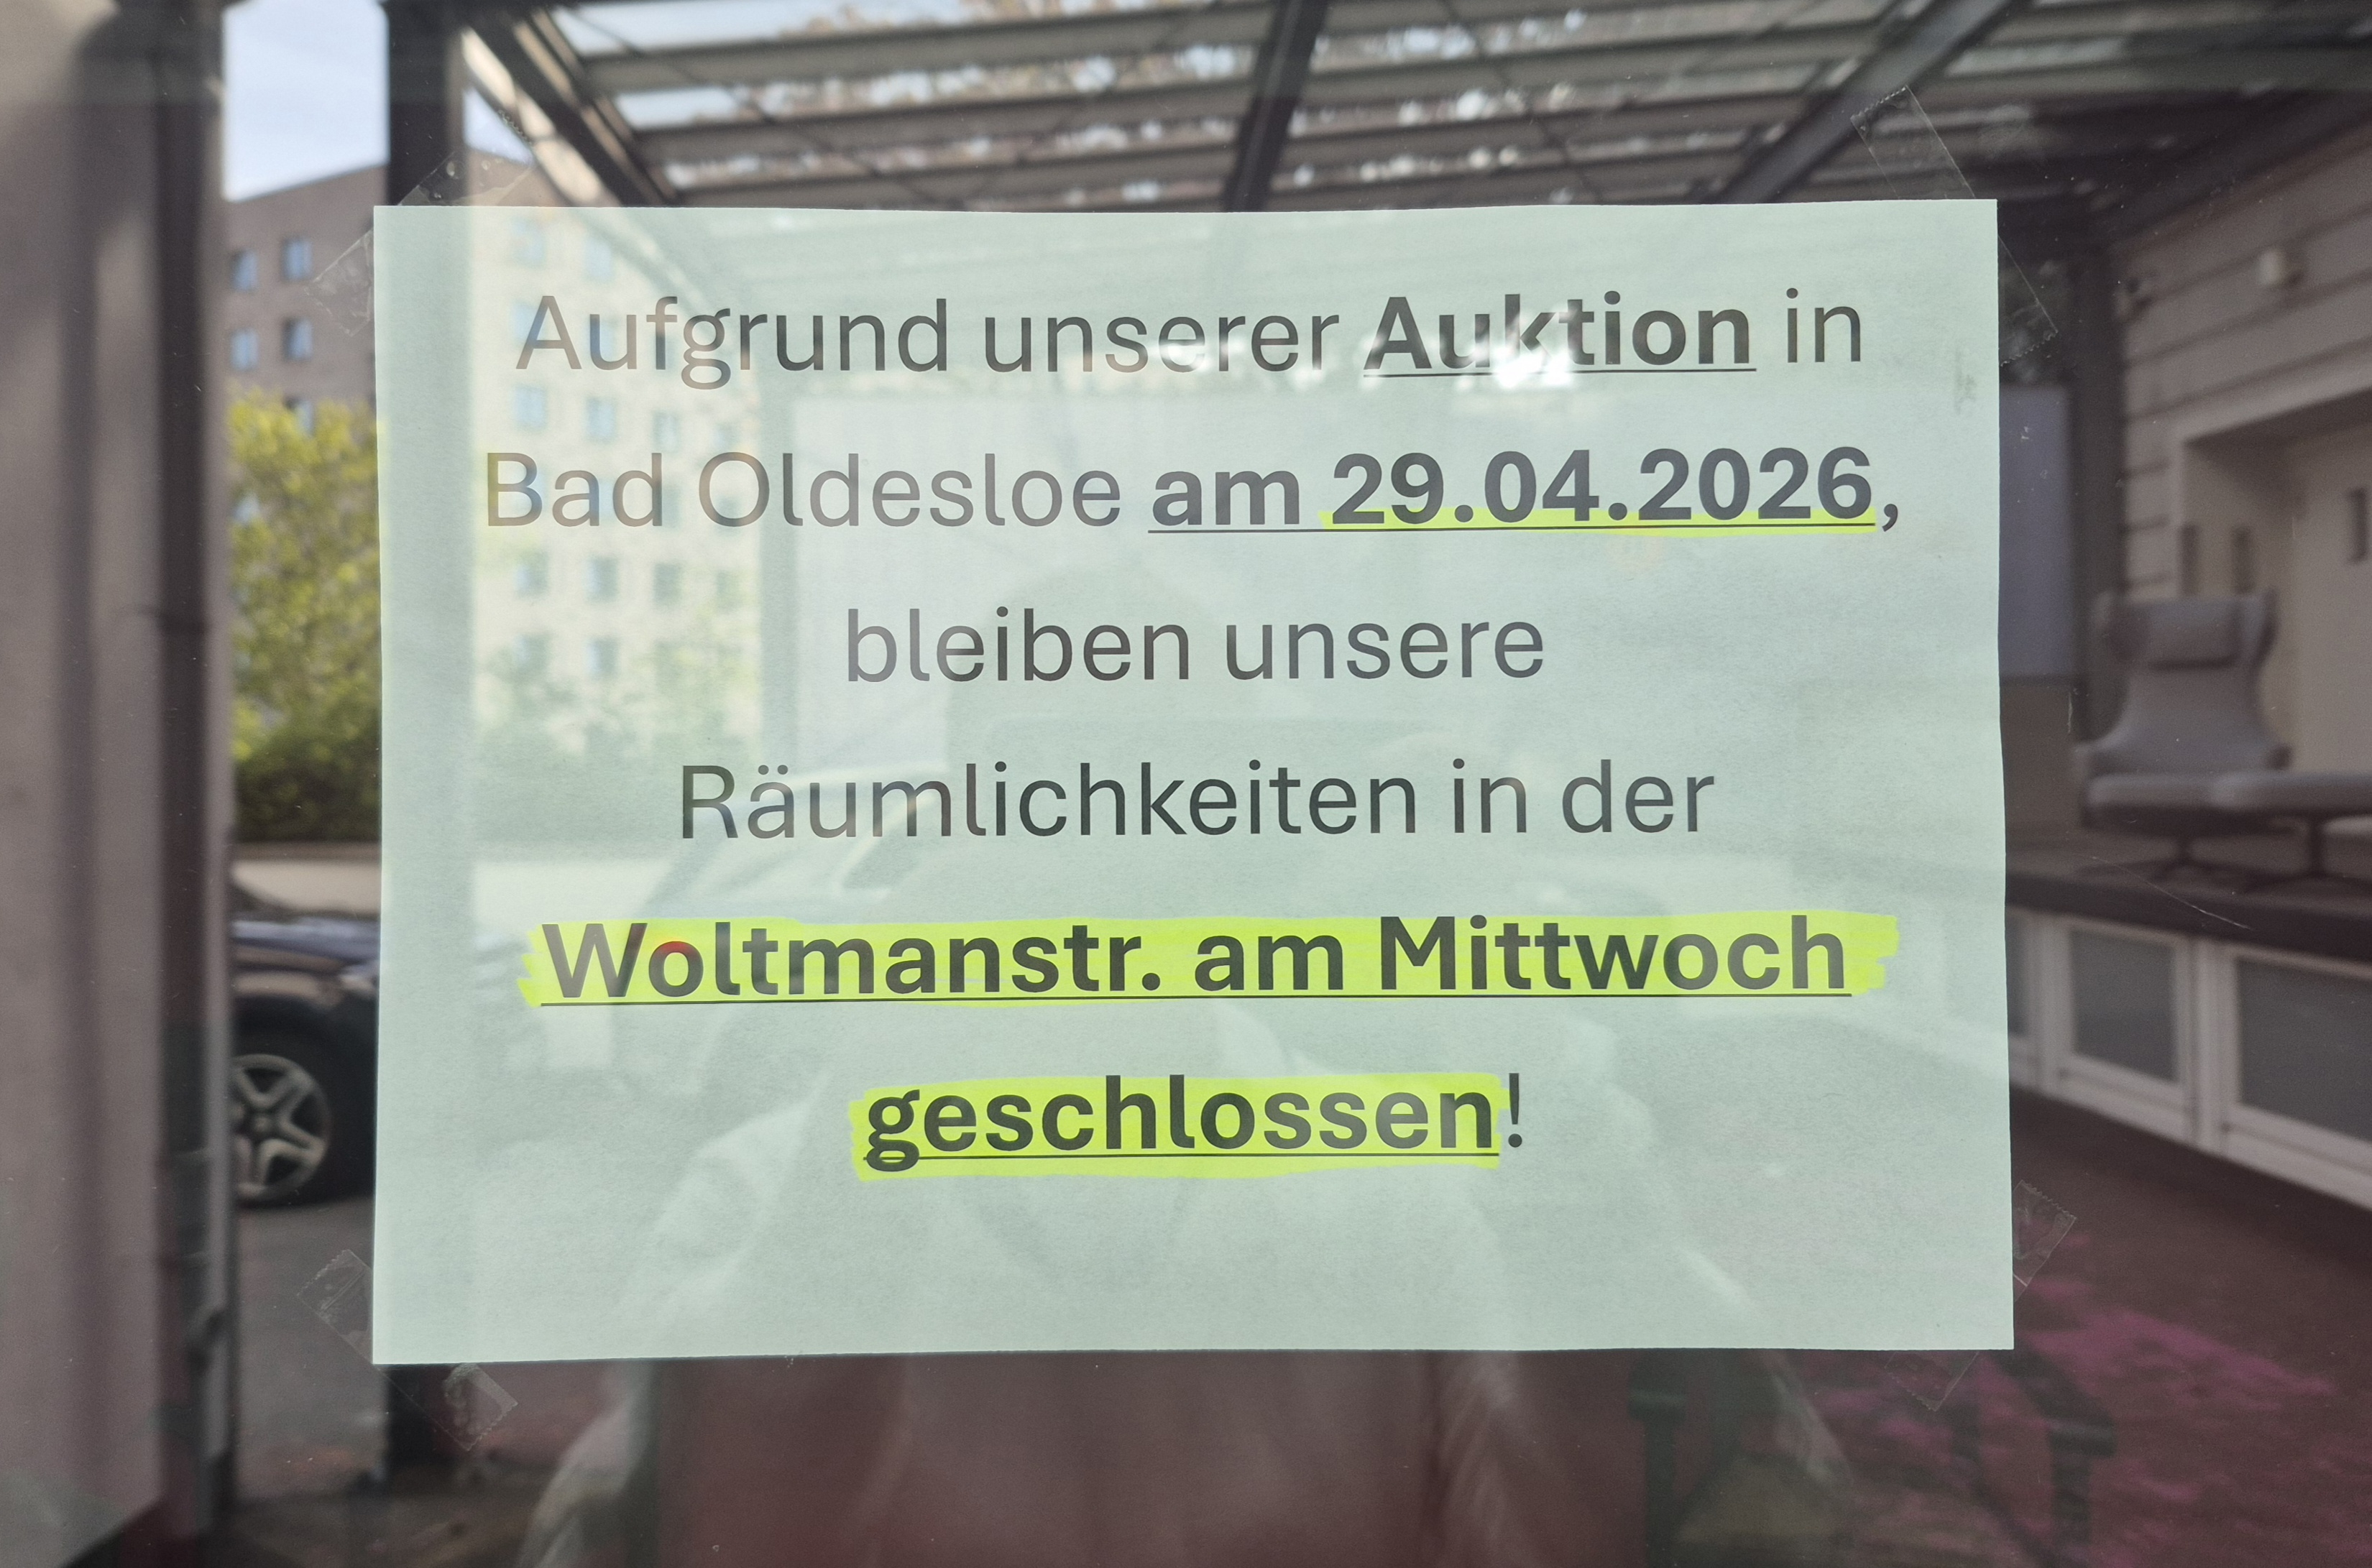 Aufgrund unserer Auktion in
Bad Oldesloe am 29.04.2026,
bleiben unsere
Räumlichkeiten in der
Woltmanstr. am Mittwoch
geschlossen!